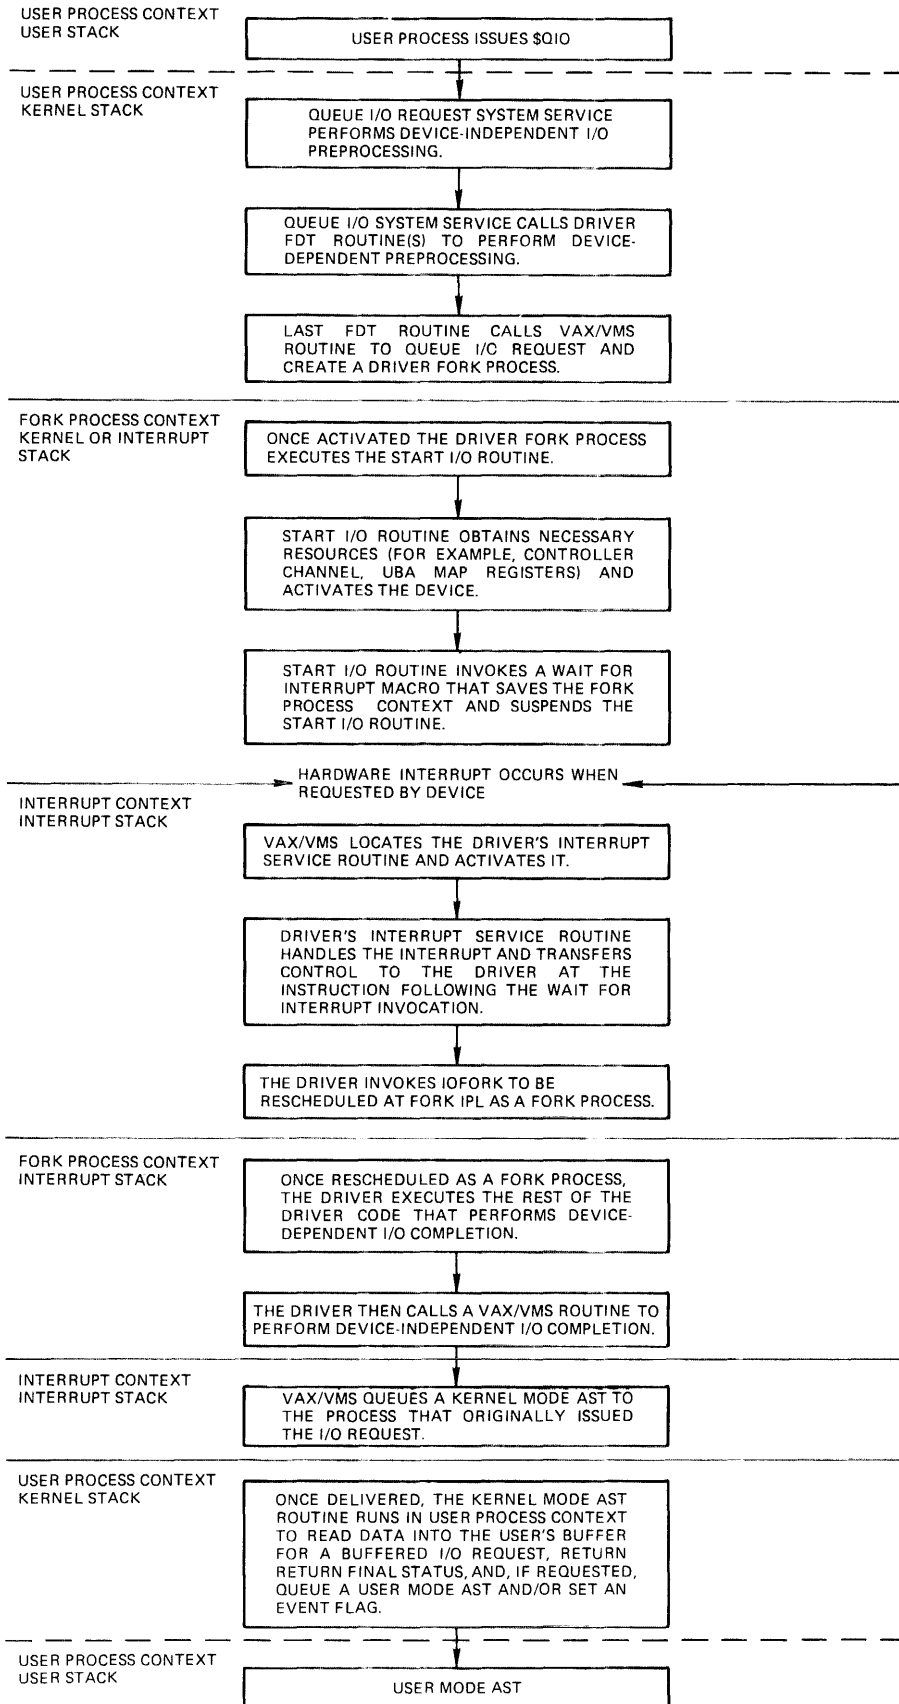 USER PROCESS CONTEXT
USER STACK
USER PROCESS ISSUES $QIO
USER PROCESS CONTEXT
KERNEL STACK
QUEUE I/O REQUEST SYSTEM SERVICE
PERFORMS DEVICE-INDEPENDENT I/O
PREPROCESSING.
QUEUE I/O SYSTEM SERVICE CALLS DRIVER
FDT ROUTINE(S) TO PERFORM DEVICE-
DEPENDENT PREPROCESSING.
LAST FDT ROUTINE CALLS VAX/VMS
ROUTINE TO QUEUE I/C REQUEST AND
CREATE A DRIVER FORK PROCESS.
FORK PROCESS CONTEXT
KERNEL OR INTERRUPT
STACK
ONCE ACTIVATED THE DRIVER FORK PROCESS
EXECUTES THE START I/O ROUTINE.
START I/O ROUTINE OBTAINS NECESSARY
RESOURCES (FOR EXAMPLE, CONTROLLER
CHANNEL, UBA MAP REGISTERS) AND
ACTIVATES THE DEVICE.
START I/O ROUTINE INVOKES A WAIT FOR
INTERRUPT MACRO THAT SAVES THE FORK
PROCESS CONTEXT AND SUSPENDS THE
START I/O ROUTINE.
HARDWARE INTERRUPT OCCURS WHEN
REQUESTED BY DEVICE
INTERRUPT CONTEXT
INTERRUPT STACK
VAX/VMS LOCATES THE DRIVER'S INTERRUPT
SERVICE ROUTINE AND ACTIVATES IT.
DRIVER'S INTERRUPT SERVICE ROUTINE
HANDLES THE INTERRUPT AND TRANSFERS
CONTROL TO THE DRIVER AT THE
INSTRUCTION FOLLOWING THE WAIT FOR
INTERRUPT INVOCATION.
THE DRIVER INVOKES IOFORK TO BE
RESCHEDULED AT FORK IPL AS A FORK PROCESS.
FORK PROCESS CONTEXT
INTERRUPT STACK
ONCE RESCHEDULED AS A FORK PROCESS,
THE DRIVER EXECUTES THE REST OF THE
DRIVER CODE THAT PERFORMS DEVICE-
DEPENDENT I/O COMPLETION.
THE DRIVER THEN CALLS A VAX/VMS ROUTINE TO
PERFORM DEVICE-INDEPENDENT I/O COMPLETION.
INTERRUPT CONTEXT
INTERRUPT STACK
VAX/VMS QUEUES A KERNEL MODE AST TO
THE PROCESS THAT ORIGINALLY ISSUED
THE I/O REQUEST.
USER PROCESS CONTEXT
KERNEL STACK
ONCE DELIVERED, THE KERNEL MODE AST
ROUTINE RUNS IN USER PROCESS CONTEXT
TO READ DATA INTO THE USER'S BUFFER
FOR A BUFFERED I/O REQUEST, RETURN
RETURN FINAL STATUS, AND, IF REQUESTED,
QUEUE A USER MODE AST AND/OR SET AN
EVENT FLAG.
USER PROCESS CONTEXT
USER STACK
USER MODE AST